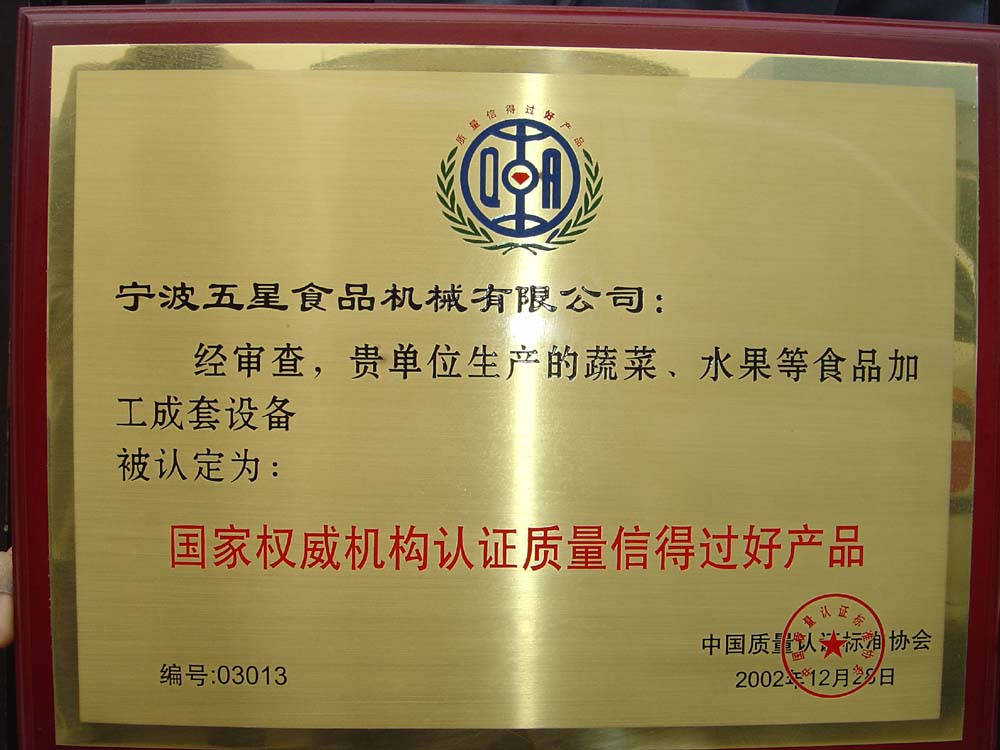 质量信得过好产品
Q A
宁波五星食品机械有限公司：
经审查，贵单位生产的蔬菜、水果等食品加
工成套设备
被认定为：
国家权威机构认证质量信得过好产品
中国质量认证标准协会
编号:03013
2002年12月28日